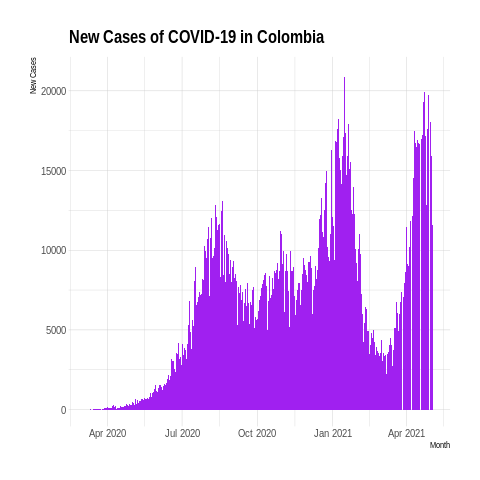 New Cases of COVID-19 in Colombia
New Cases
20000
15000
10000
5000
0
Apr 2020 Jul 2020 Oct 2020 Jan 2021 Apr 2021
Month